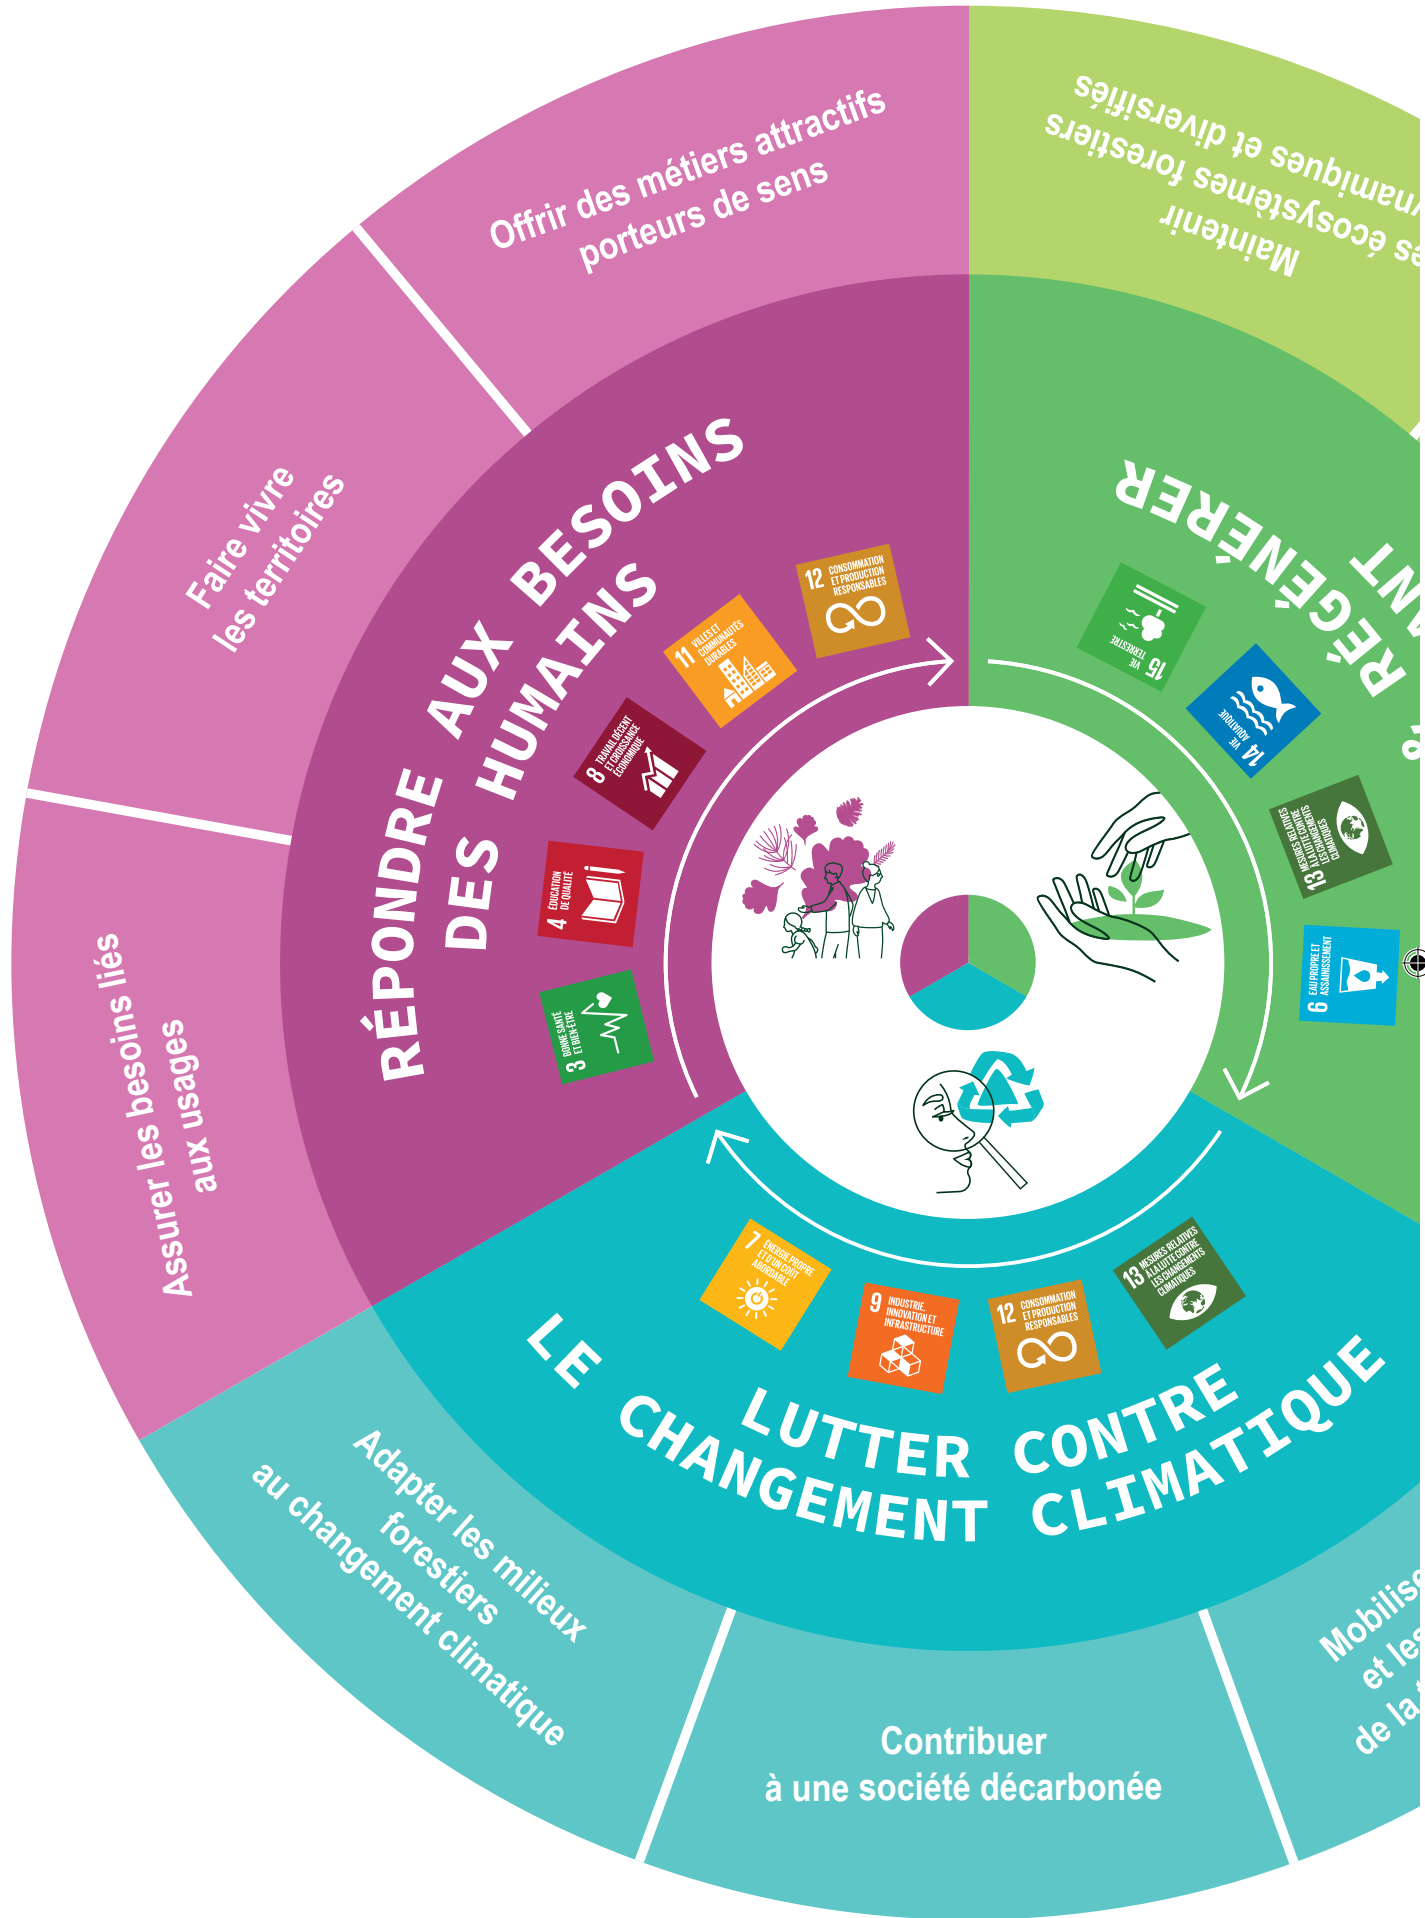 Offrir des métiers attractifs
porteurs de sens
Faire vivre
les territoires
Assurer les besoins liés
aux usages
RÉPONDRE AUX BESOINS
DES HUMAINS
3 BONNE SANTÉ
ET BIEN-ÊTRE
4 ÉDUCATION
DE QUALITÉ
8 TRAVAIL DÉCENT
ET CROISSANCE
ÉCONOMIQUE
11 VILLES ET
COMMUNAUTÉS
DURABLES
12 CONSOMMATION
ET PRODUCTION
RESPONSABLES
Maintenir
écosystèmes forestiers
et diversifiés
RÉGÉNÉRER
&
15 VIE
TERRESTRE
14 VIE
AQUATIQUE
13 MESURES RELATIVES
À LA LUTTE CONTRE
LES CHANGEMENTS
CLIMATIQUES
6 EAU PROPRE ET
ASSAINISSEMENT
7 ÉNERGIE PROPRE
ET D'UN COÛT
ABORDABLE
9 INDUSTRIE,
INNOVATION ET
INFRASTRUCTURE
12 CONSOMMATION
ET PRODUCTION
RESPONSABLES
13 MESURES RELATIVES
À LA LUTTE CONTRE
LES CHANGEMENTS
CLIMATIQUES
LUTTER CONTRE
LE CHANGEMENT CLIMATIQUE
Adapter les milieux
forestiers
au changement climatique
Contribuer
à une société décarbonée
et
de la